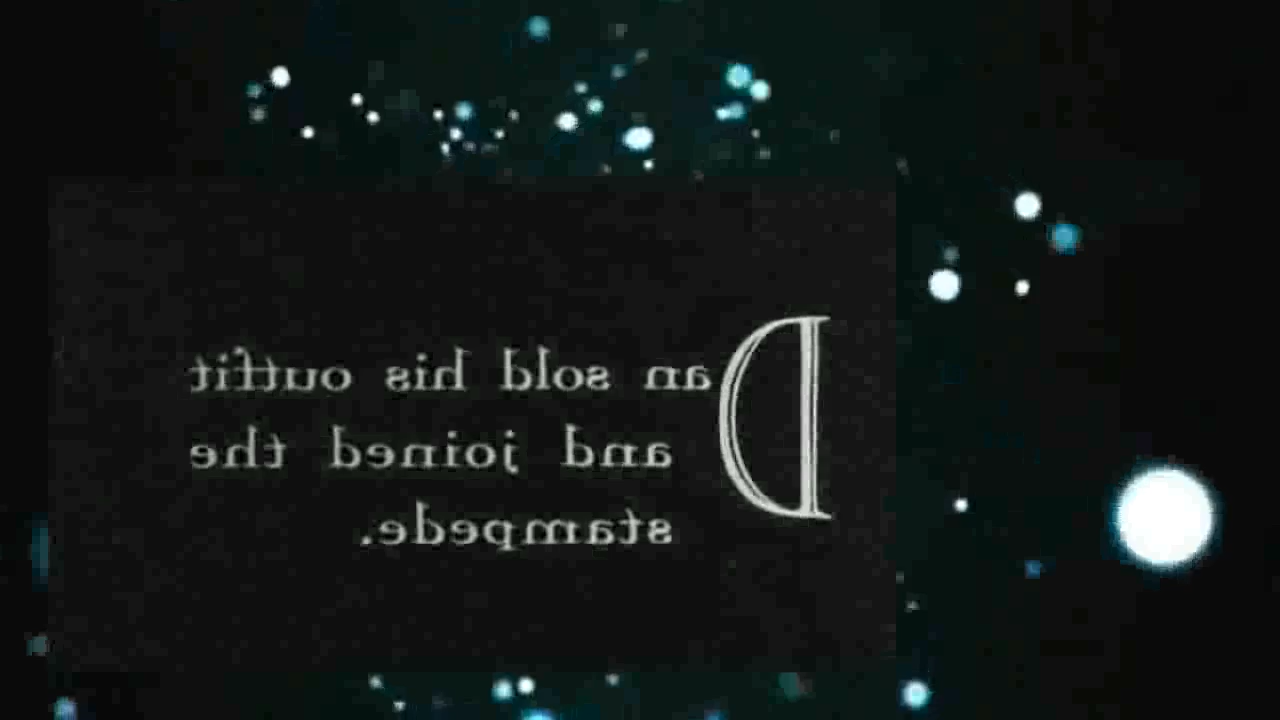 Dan sold his outfit
and joined the
stampede.